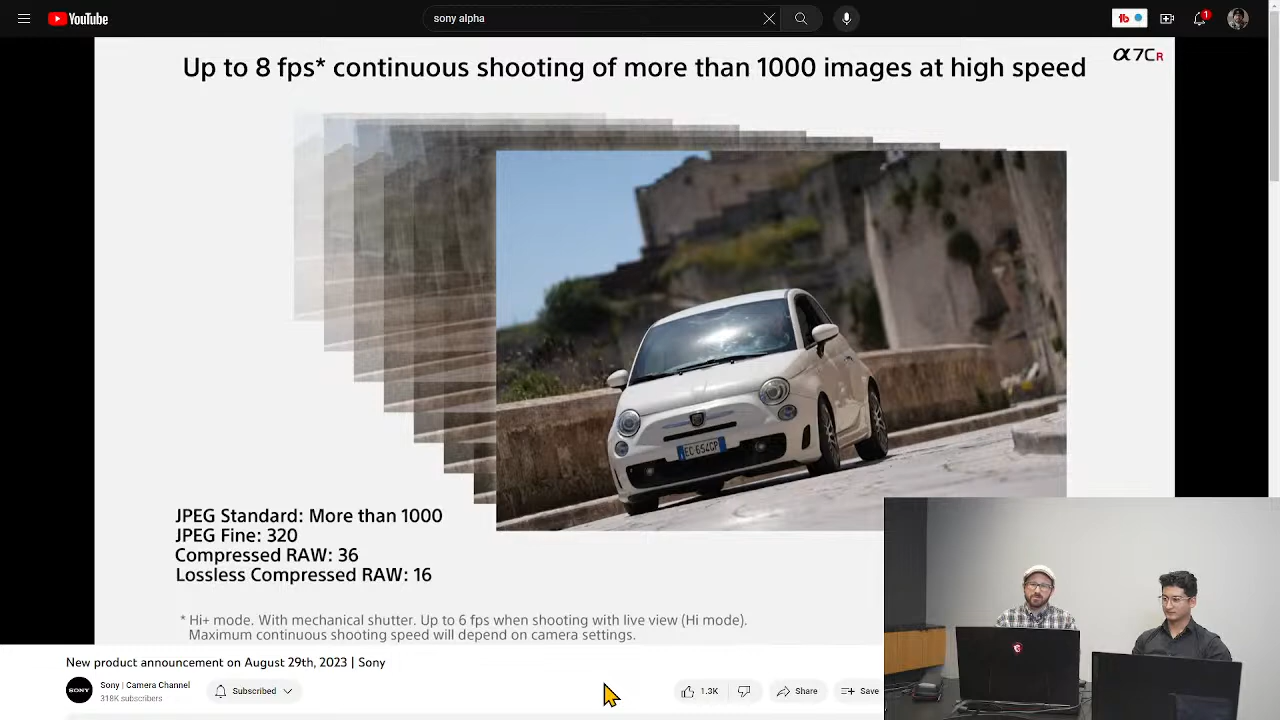 YouTube
sony alpha
1
Up to 8 fps* continuous shooting of more than 1000 images at high speed
α7CR
EC 654GP
JPEG Standard: More than 1000
JPEG Fine: 320
Compressed RAW: 36
Lossless Compressed RAW: 16
* Hi+ mode. With mechanical shutter. Up to 6 fps when shooting with live view (Hi mode).
Maximum continuous shooting speed will depend on camera settings.
New product announcement on August 29th, 2023 | Sony
SONY
Sony | Camera Channel
318K subscribers
Subscribed
1.3K
Share
Save